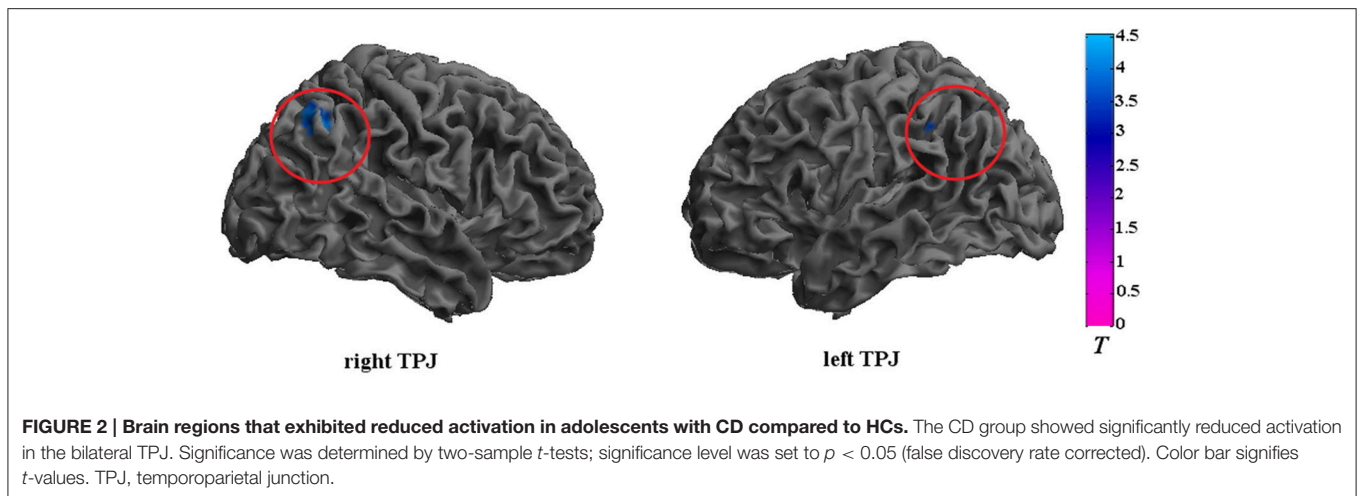 4.5
4
3.5
3
2.5
2
1.5
1
0.5
0
T
right TPJ
left TPJ
FIGURE 2 | Brain regions that exhibited reduced activation in adolescents with CD compared to HCs. The CD group showed significantly reduced activation
in the bilateral TPJ. Significance was determined by two-sample t-tests; significance level was set to p < 0.05 (false discovery rate corrected). Color bar signifies
t-values. TPJ, temporoparietal junction.